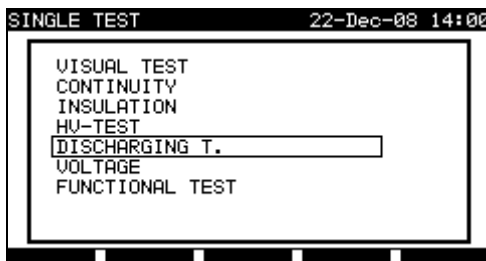 SINGLE TEST 22-Dec-08 14:00
VISUAL TEST
CONTINUITY
INSULATION
HV-TEST
DISCHARGING T.
VOLTAGE
FUNCTIONAL TEST